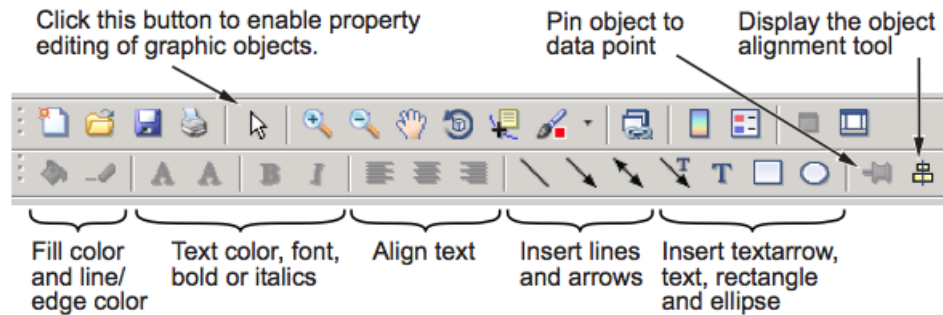 Click this button to enable property
editing of graphic objects.
Pin object to
data point
Display the object
alignment tool
A A B I
T T
Fill color
and line/
edge color
Text color, font,
bold or italics
Align text
Insert lines
and arrows
Insert textarrow,
text, rectangle
and ellipse